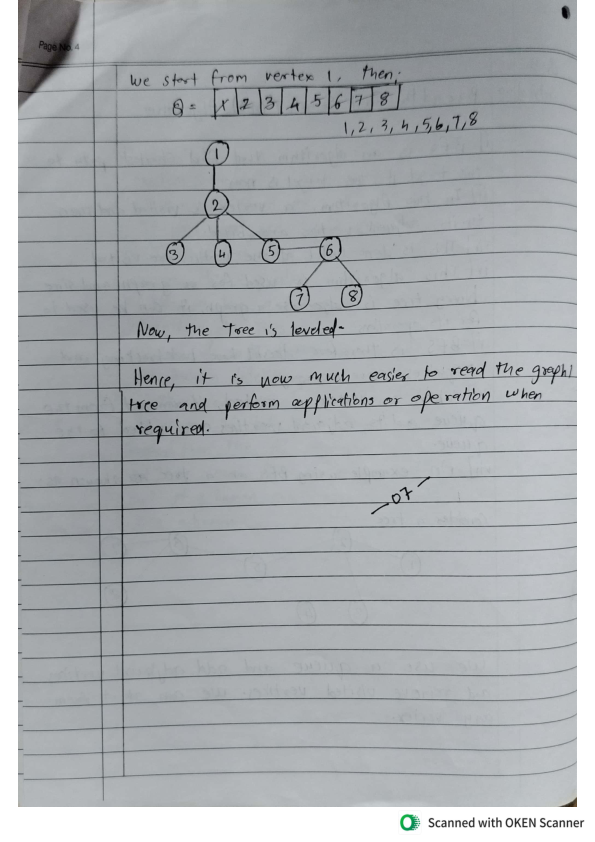 Page No. 4
We start from vertex 1, then,
Q = 1 2 3 4 5 6 7 8
1, 2, 3, 4, 5, 6, 7, 8
1
2
3 4 5 6
7 8
Now, the Tree is leveled-
Hence, it is now much easier to read the graph/
tree and perform applications or operation when
required.
-07-
Scanned with OKEN Scanner